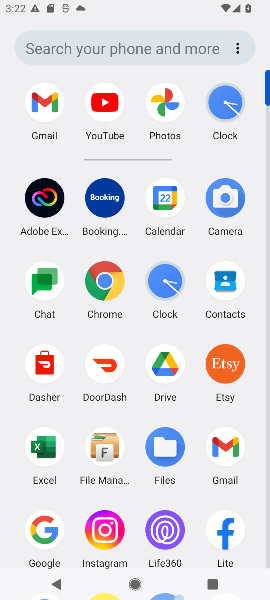 3:22
Search your phone and more
Gmail YouTube Photos Clock
Adobe Ex... Booking.... Calendar Camera
Booking
22
Chat Chrome Clock Contacts
Etsy
Dasher DoorDash Drive Etsy
Excel File Mana... Files Gmail
Google Instagram Life360 Lite